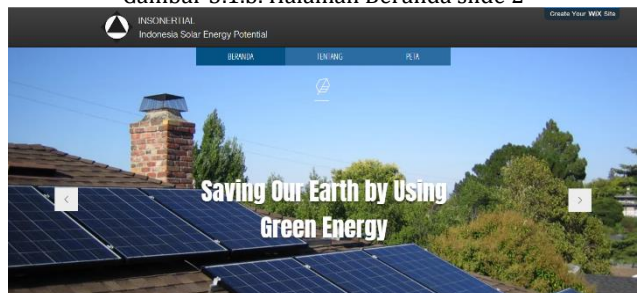 Gambar 3.1.b. Halaman Beranda slide 2
INSONERTIAL
Indonesia Solar Energy Potential
Create Your WiX Site
BERANDA TENTANG PETA
Saving Our Earth by Using
Green Energy